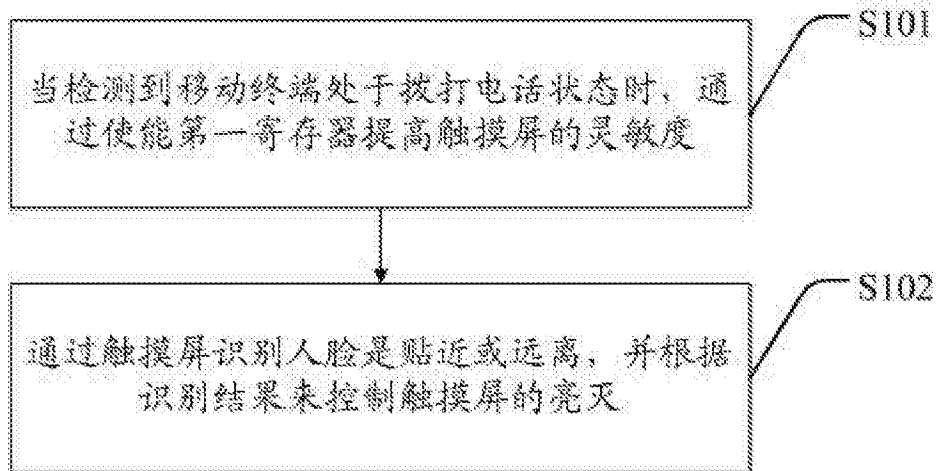 S101
当检测到移动终端处于拨打电话状态时，通
过使能第一寄存器提高触摸屏的灵敏度
S102
通过触摸屏识别人脸是贴近或远离，并根据
识别结果来控制触摸屏的亮灭